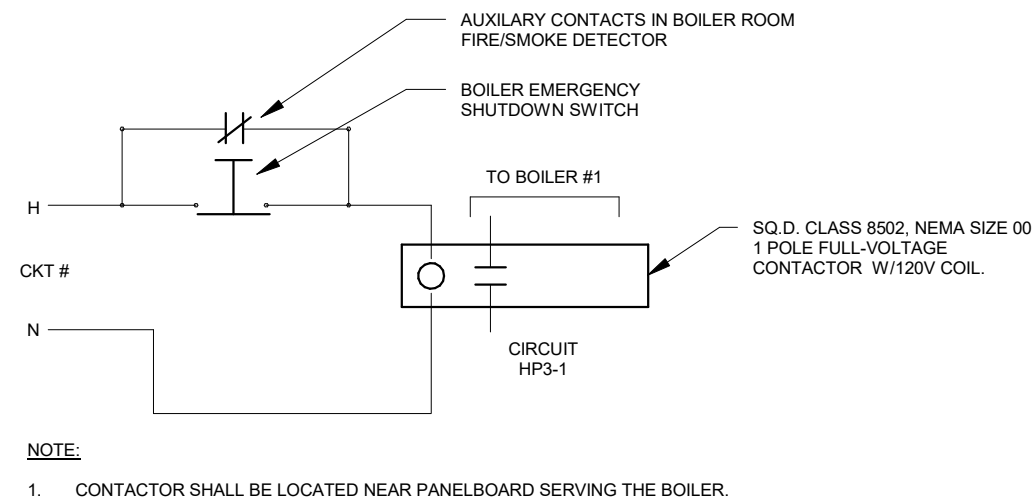 AUXILARY CONTACTS IN BOILER ROOM
FIRE/SMOKE DETECTOR
BOILER EMERGENCY
SHUTDOWN SWITCH
TO BOILER #1
H
SQ.D. CLASS 8502, NEMA SIZE 00
1 POLE FULL-VOLTAGE
CONTACTOR W/120V COIL.
CKT #
N
CIRCUIT
HP3-1
NOTE:
1. CONTACTOR SHALL BE LOCATED NEAR PANELBOARD SERVING THE BOILER.